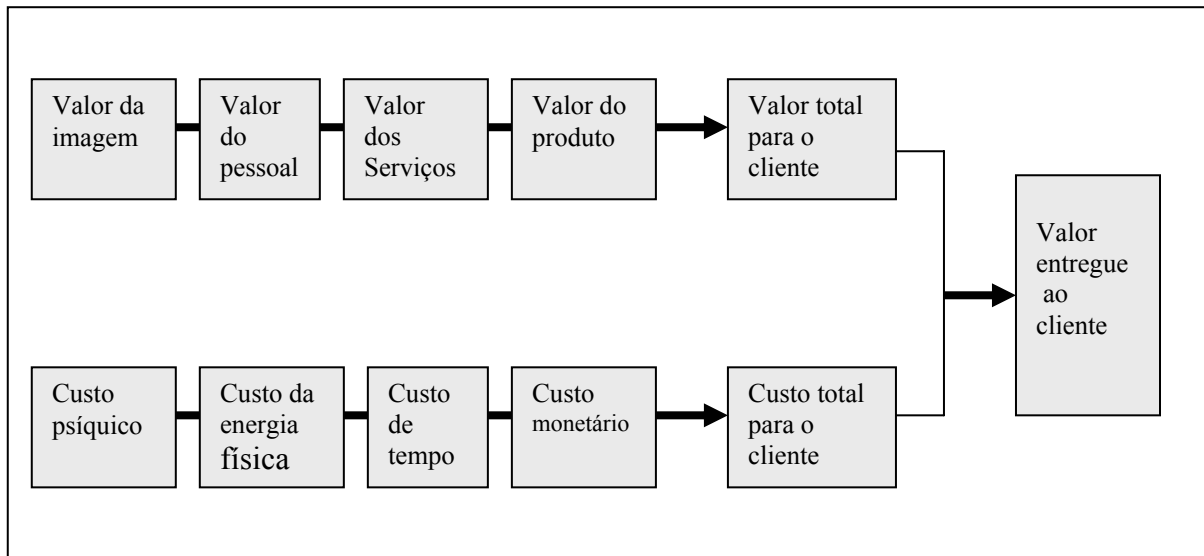 Valor da
imagem
Valor
do
pessoal
Valor
dos
Serviços
Valor do
produto
Valor total
para o
cliente
Valor
entregue
ao
cliente
Custo
psíquico
Custo da
energia
física
Custo
de
tempo
Custo
monetário
Custo total
para o
cliente